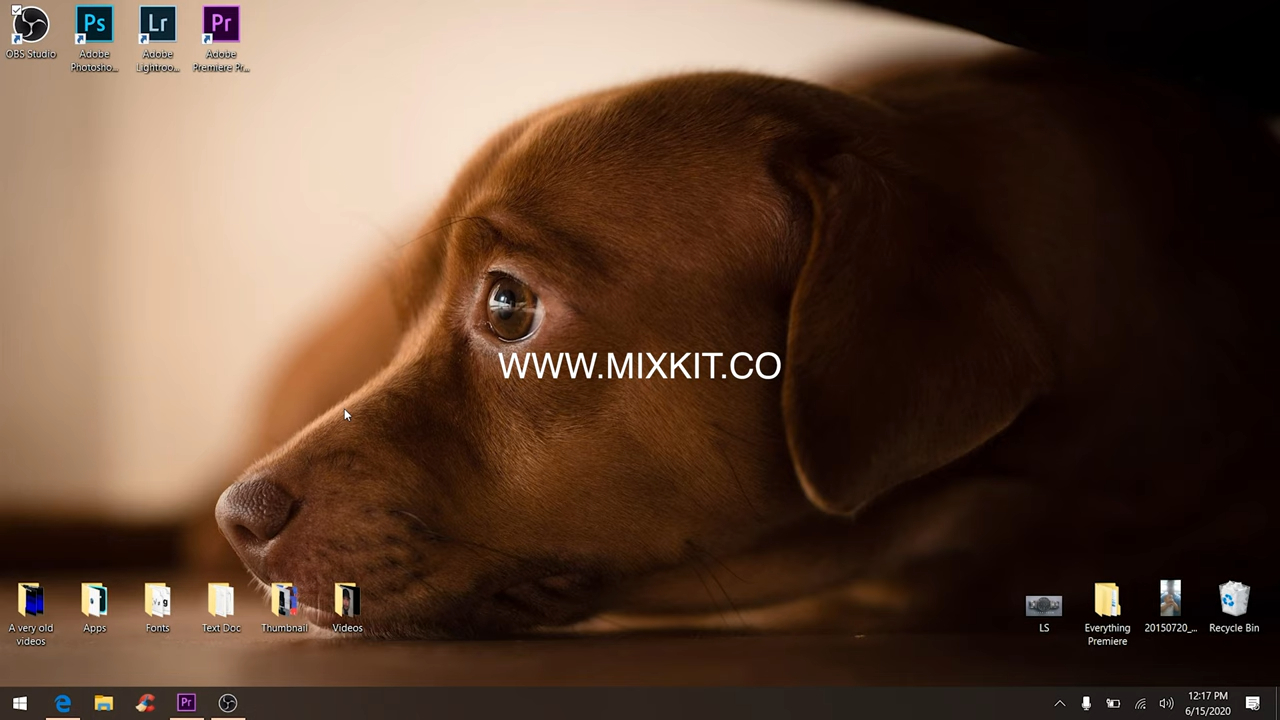 Ps
Lr
Pr
OBS Studio
Adobe
Photosho...
Adobe
Lightroo...
Adobe
Premiere Pr...
WWW.MIXKIT.CO
A very old
videos
Apps
Fonts
Text Doc
Thumbnail
Videos
LS
Everything
Premiere
20150720_...
Recycle Bin
Pr
12:17 PM
6/15/2020